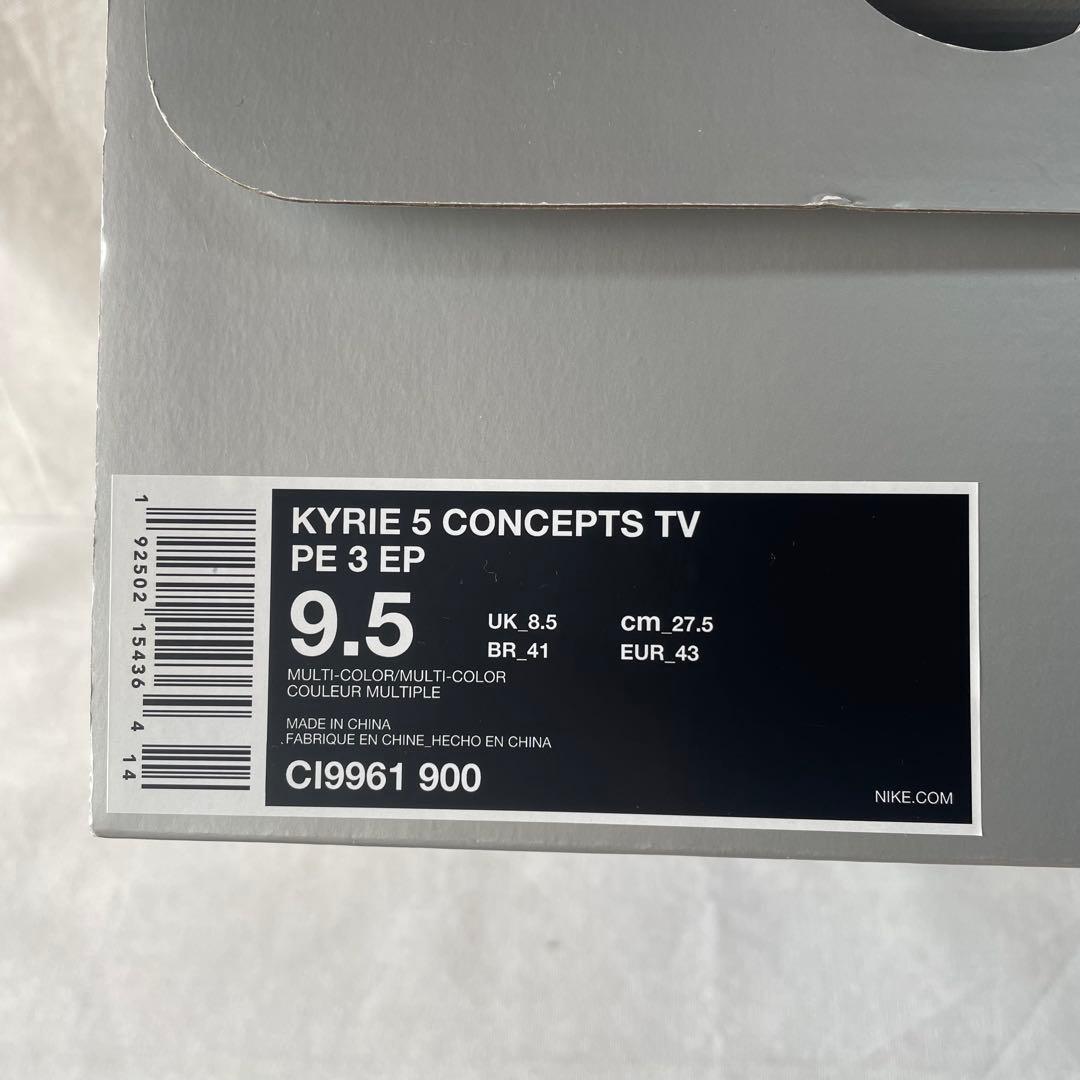 KYRIE 5 CONCEPTS TV
PE 3 EP
9.5
UK_8.5 cm_27.5
BR_41 EUR_43
MULTI-COLOR/MULTI-COLOR
COULEUR MULTIPLE
MADE IN CHINA
FABRIQUE EN CHINE_HECHO EN CHINA
CI9961 900
NIKE.COM
1 92502 15436 4 14